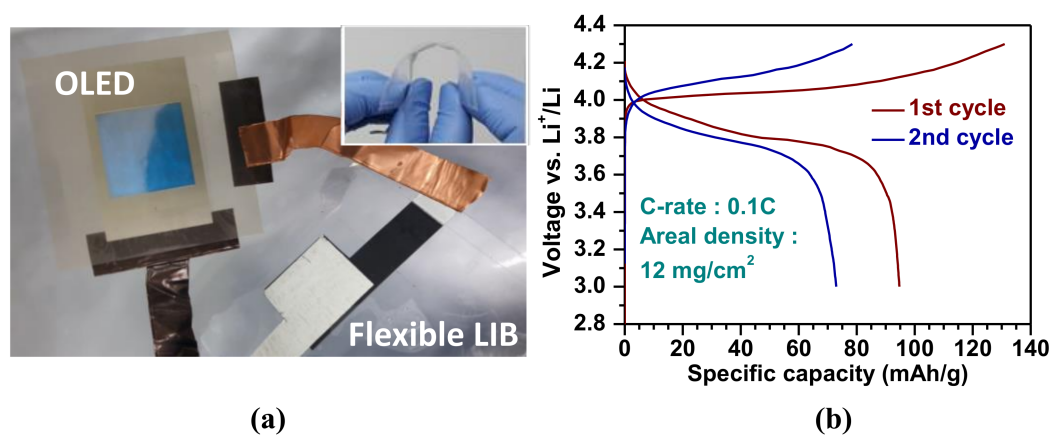 OLED
Flexible LIB
(a)
4.4
4.2
4.0
3.8
3.6
3.4
3.2
3.0
2.8
Voltage vs. Li⁺/Li
1st cycle
2nd cycle
C-rate : 0.1C
Areal density :
12 mg/cm²
0 20 40 60 80 100 120 140
Specific capacity (mAh/g)
(b)